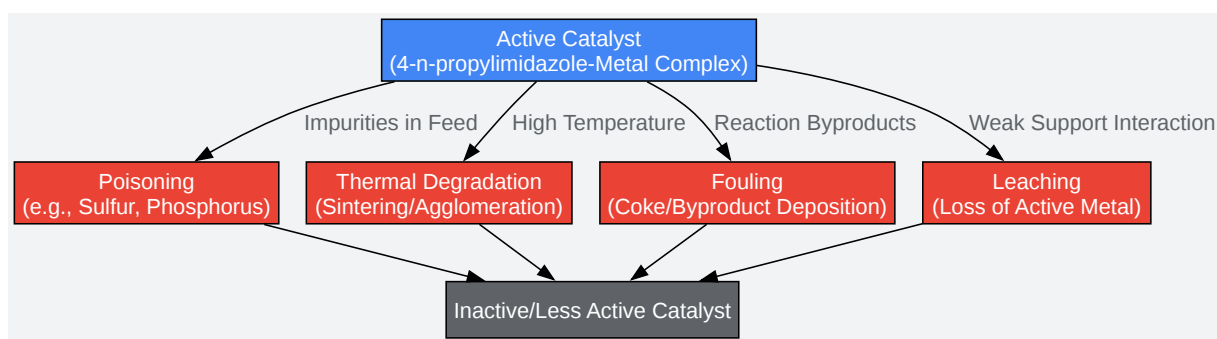 Active Catalyst
(4-n-propylimidazole-Metal Complex)
Impurities in Feed
High Temperature
Reaction Byproducts
Weak Support Interaction
Poisoning
(e.g., Sulfur, Phosphorus)
Thermal Degradation
(Sintering/Agglomeration)
Fouling
(Coke/Byproduct Deposition)
Leaching
(Loss of Active Metal)
Inactive/Less Active Catalyst